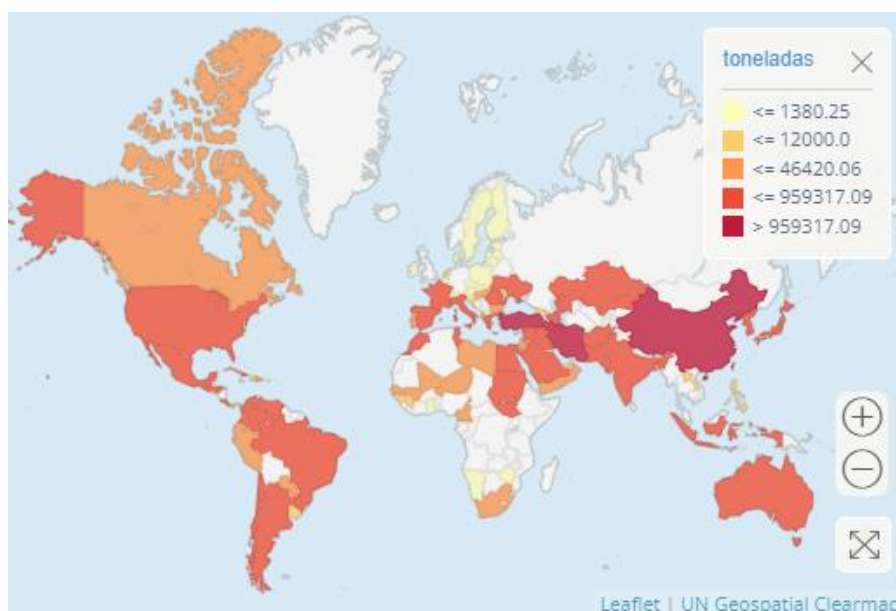 toneladas
<= 1380.25
<= 12000.0
<= 46420.06
<= 959317.09
> 959317.09
Leaflet | UN Geospatial Clearmap